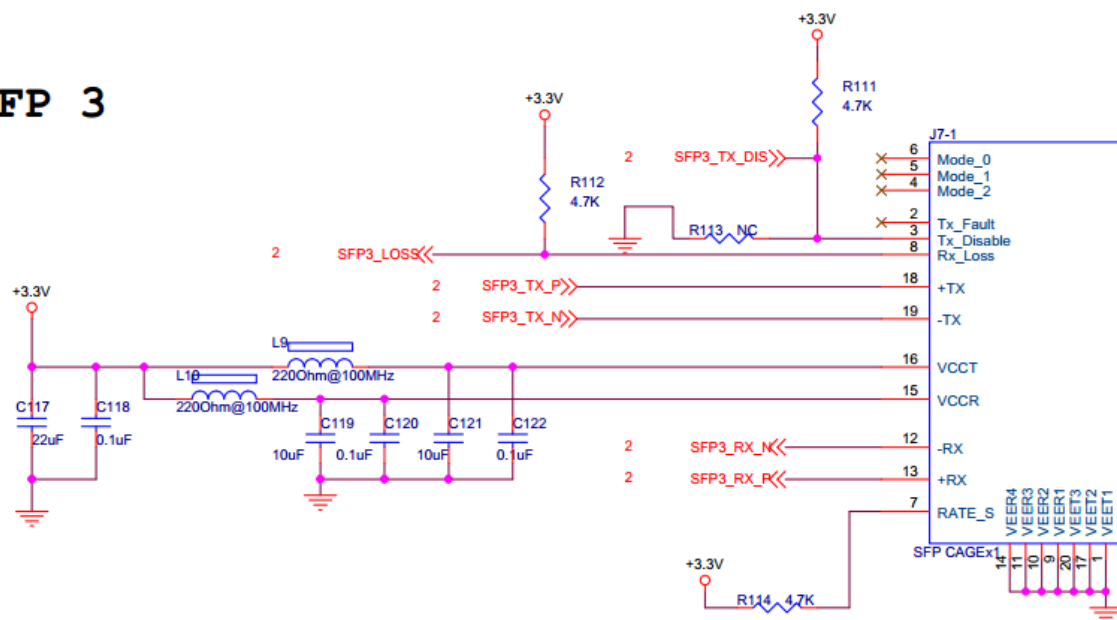 FP 3
+3.3V
R111
4.7K
+3.3V
J7-1
2 SFP3_TX_DIS
6 Mode_0
5 Mode_1
4 Mode_2
R112
4.7K
2 Tx_Fault
R113 NC
3 Tx_Disable
2 SFP3_LOSS
8 Rx_Loss
2 SFP3_TX_P
18 +TX
2 SFP3_TX_N
19 -TX
+3.3V
L9
220Ohm@100MHz
16 VCCT
L10
220Ohm@100MHz
15 VCCR
C117
22uF
C118
0.1uF
C119
10uF
C120
0.1uF
C121
10uF
C122
0.1uF
2 SFP3_RX_N
12 -RX
2 SFP3_RX_P
13 +RX
7 RATE_S
VEER4
VEER3
VEER2
VEER1
VEET3
VEET2
VEET1
SFP CAGEx1
14
11
10
9
20
17
1
+3.3V
R114 4.7K